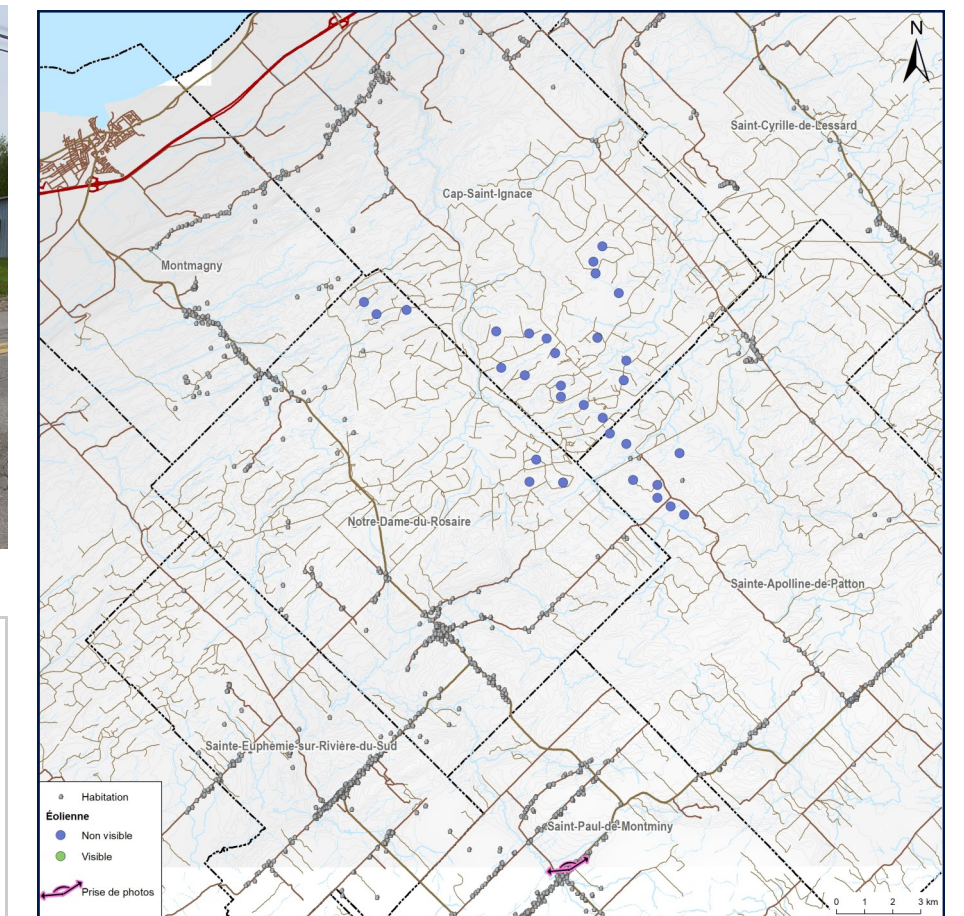 N
Saint-Cyrille-de-Lessard
Cap-Saint-Ignace
Montmagny
Notre-Dame-du-Rosaire
Sainte-Apolline-de-Patton
Sainte-Euphémie-sur-Rivière-du-Sud
Saint-Paul-de-Montminy
Habitation
Éolienne
Non visible
Visible
Prise de photos
0 1 2 3 km